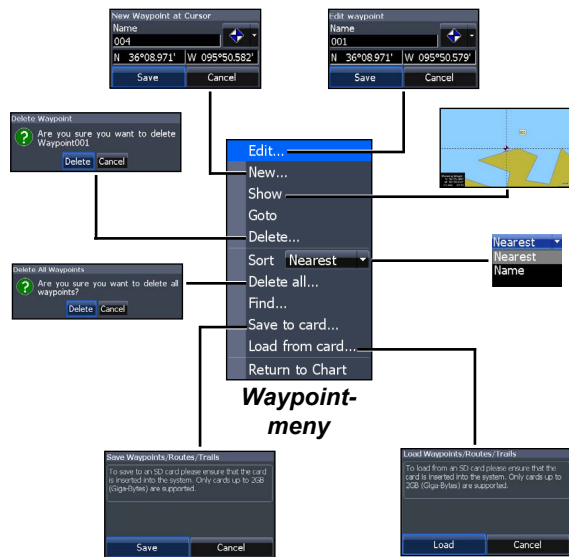 New Waypoint at Cursor
Name
004
N 36°08.971' W 095°50.582'
Save Cancel
Edit waypoint
Name
001
N 36°08.971' W 095°50.579'
Save Cancel
Delete Waypoint
Are you sure you want to delete
Waypoint001
Delete Cancel
Edit...
New...
Show
Goto
Delete...
Sort Nearest
Delete all...
Find...
Save to card...
Load from card...
Return to Chart
Nearest
Nearest
Name
Delete All Waypoints
Are you sure you want to delete all
waypoints?
Delete Cancel
Waypoint-
meny
Save Waypoints/Routes/Trails
To save to an SD card please ensure that the card
is inserted into the system. Only cards up to 2GB
(Giga-Bytes) are supported.
Save Cancel
Load Waypoints/Routes/Trails
To load from an SD card please ensure that the
card is inserted into the system. Only cards up to
2GB (Giga-Bytes) are supported.
Load Cancel